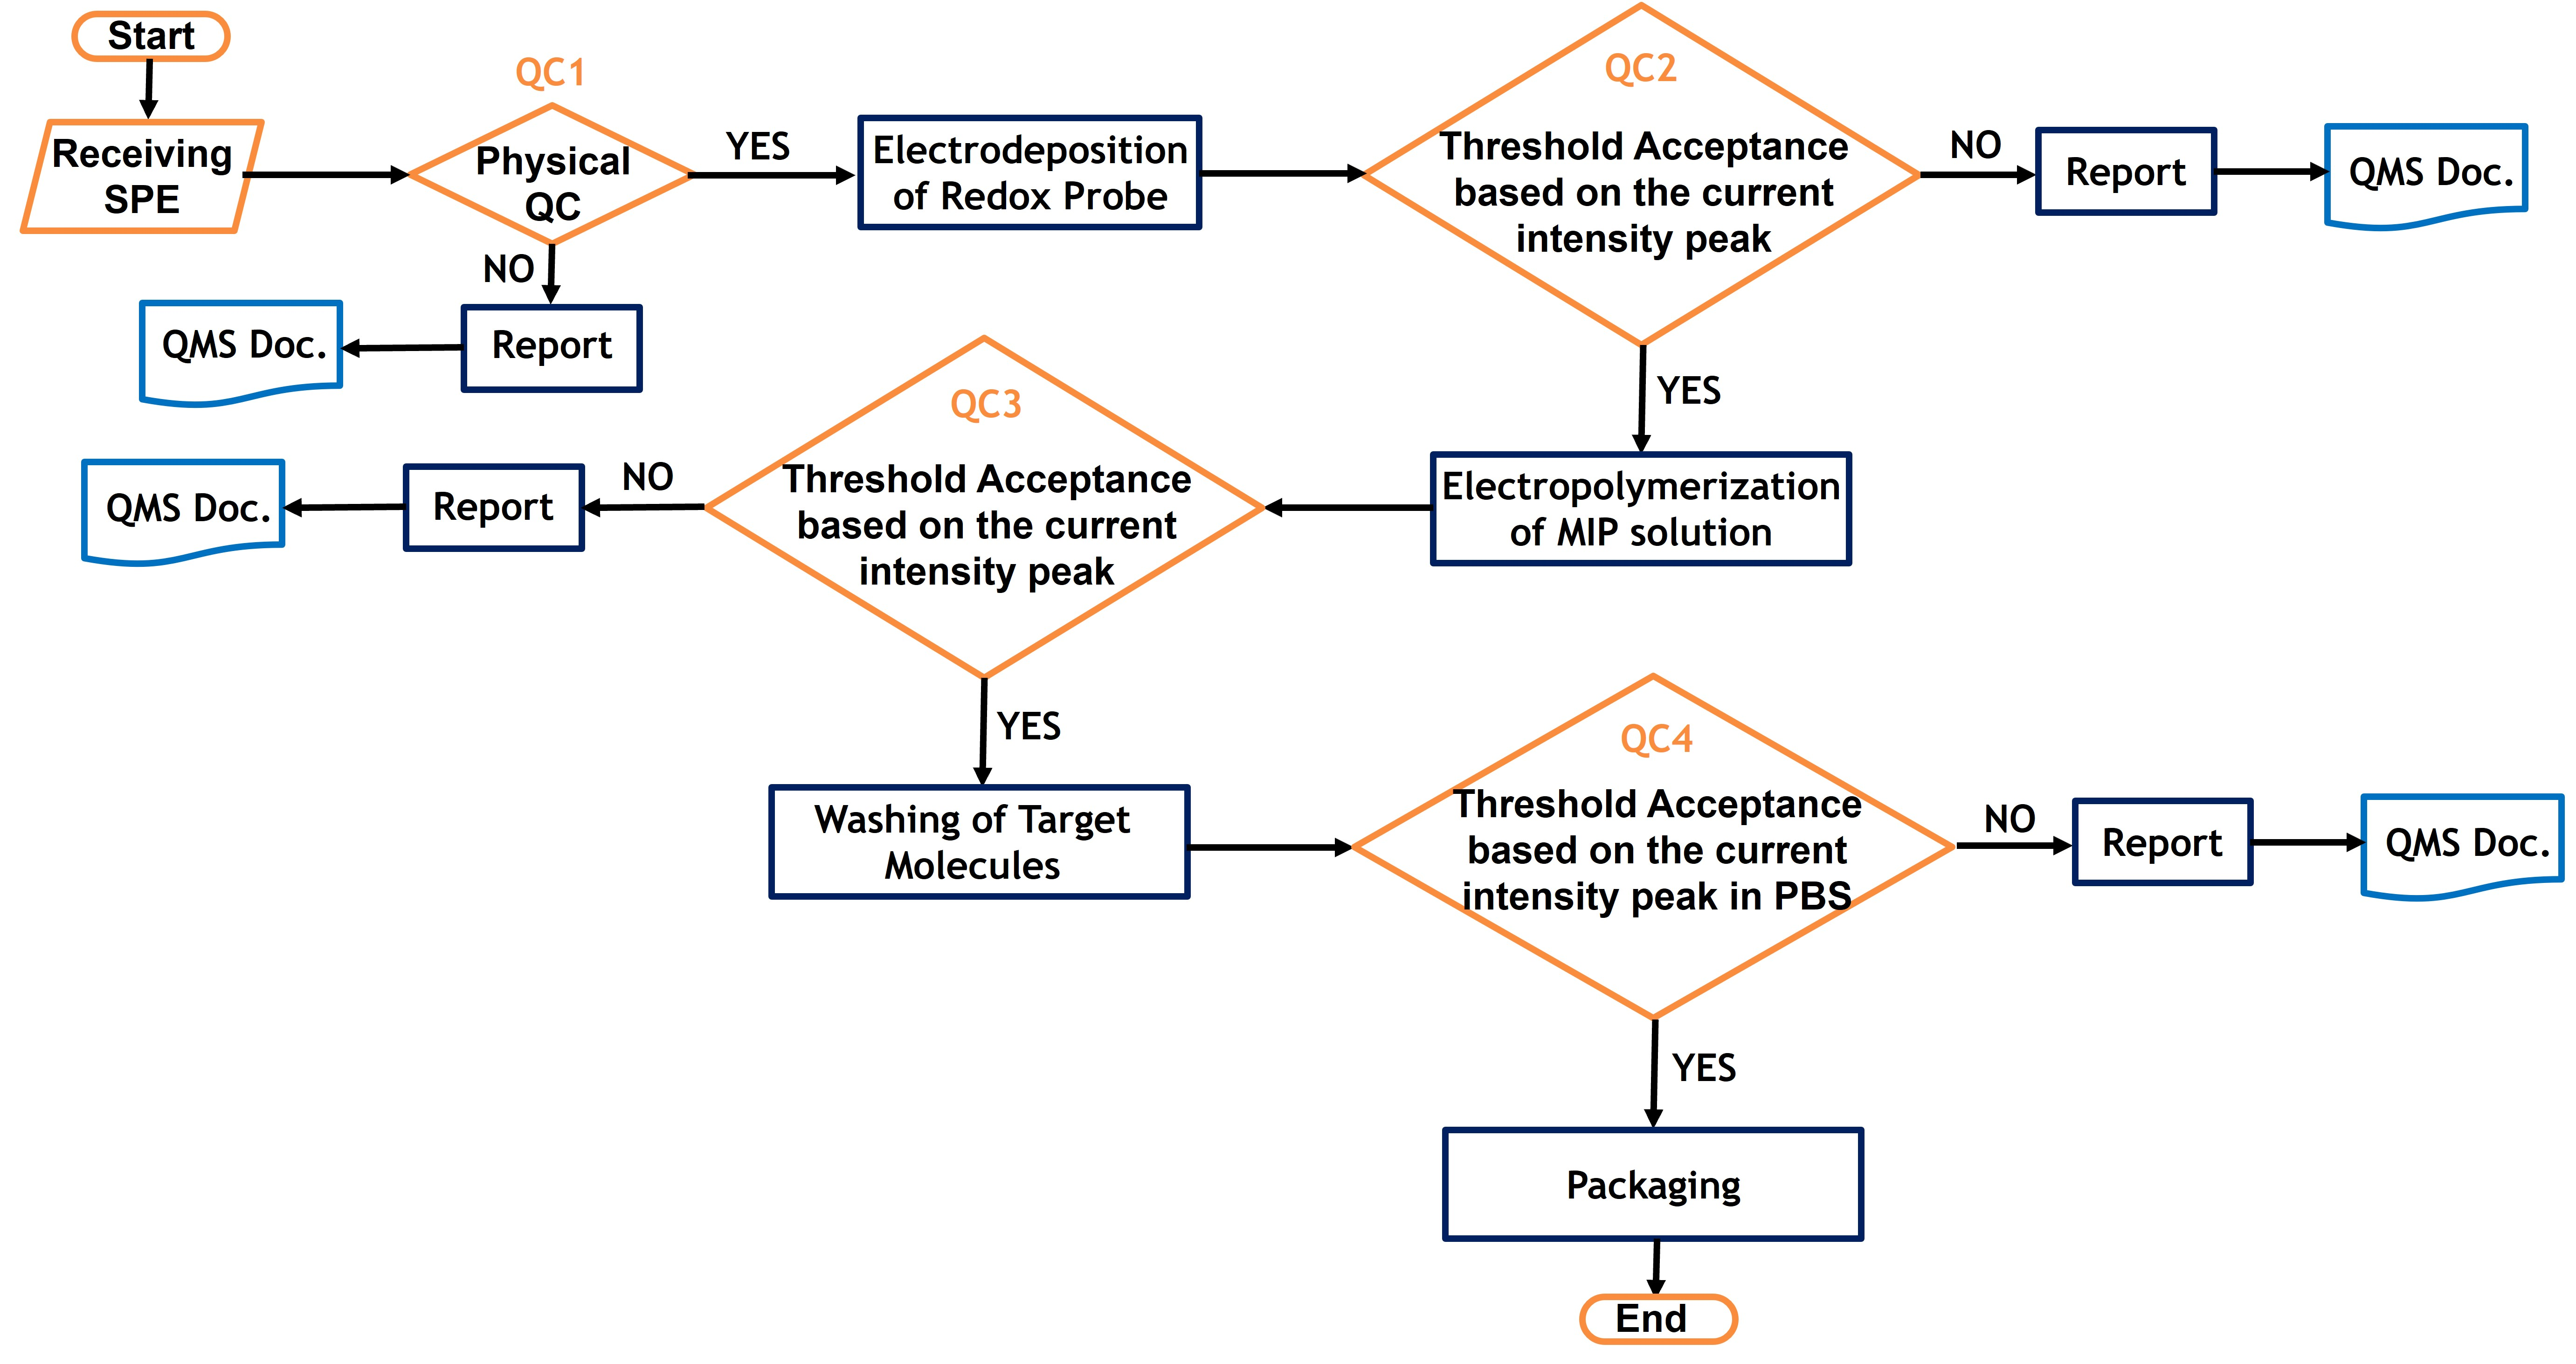 Start
Receiving
SPE
QC1
Physical
QC
YES
NO
Report
QMS Doc.
Electrodeposition
of Redox Probe
QC2
Threshold Acceptance
based on the current
intensity peak
NO
Report
QMS Doc.
YES
Electropolymerization
of MIP solution
QC3
Threshold Acceptance
based on the current
intensity peak
NO
Report
QMS Doc.
YES
Washing of Target
Molecules
QC4
Threshold Acceptance
based on the current
intensity peak in PBS
NO
Report
QMS Doc.
YES
Packaging
End